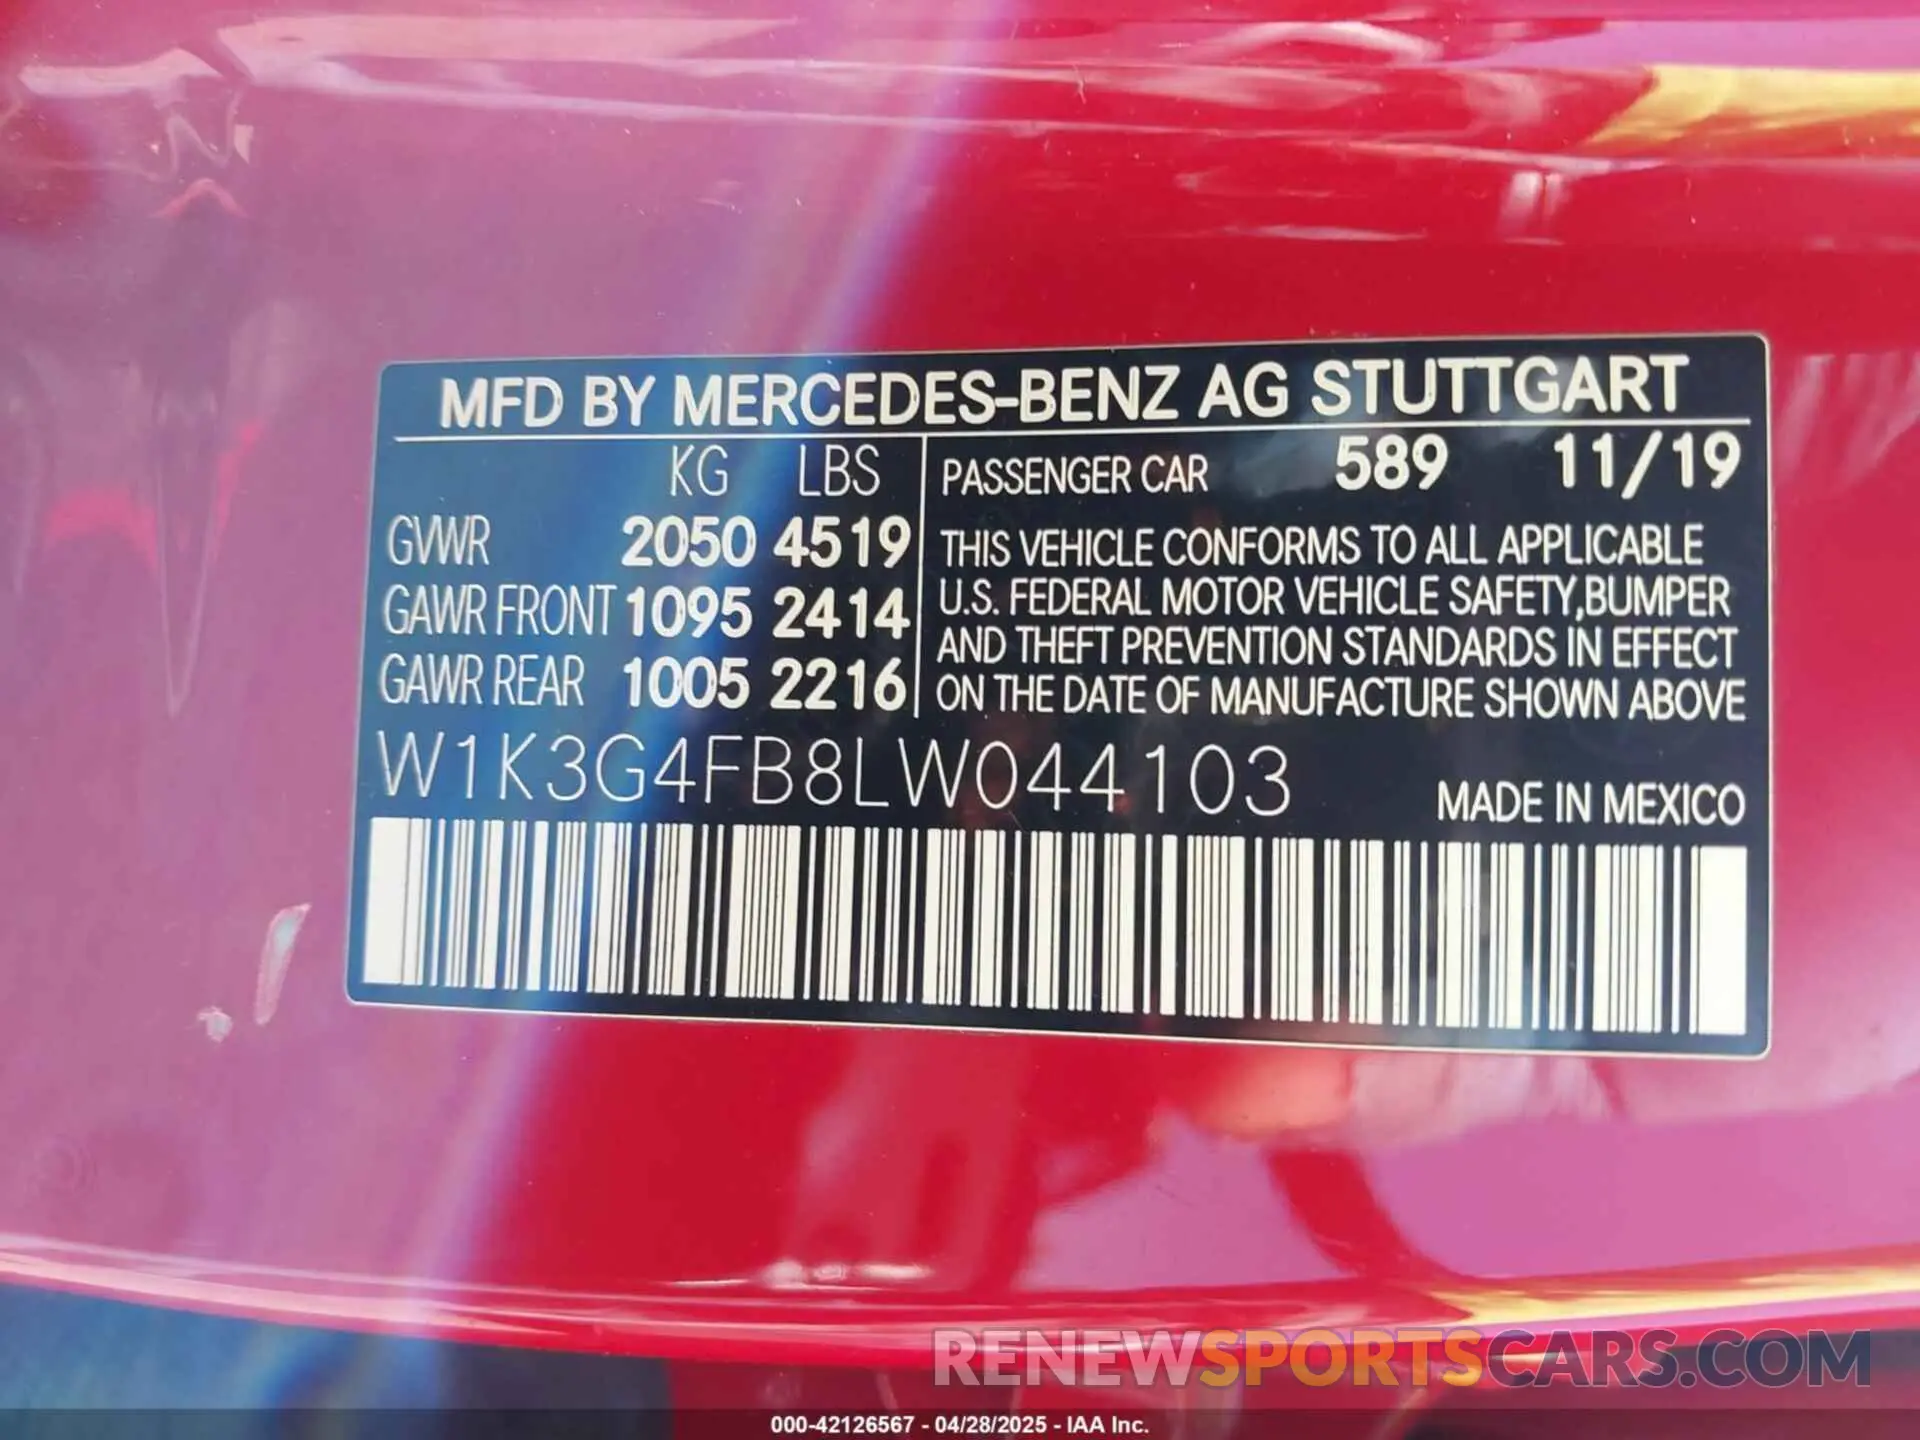 MFD BY MERCEDES-BENZ AG STUTTGART
KG LBS
GVWR 2050 4519
GAWR FRONT 1095 2414
GAWR REAR 1005 2216
PASSENGER CAR 589 11/19
THIS VEHICLE CONFORMS TO ALL APPLICABLE
U.S. FEDERAL MOTOR VEHICLE SAFETY,BUMPER
AND THEFT PREVENTION STANDARDS IN EFFECT
ON THE DATE OF MANUFACTURE SHOWN ABOVE
W1K3G4FB8LW044103
MADE IN MEXICO
RENEWSPORTSCARS.COM
000-42126567 - 04/28/2025 - IAA Inc.